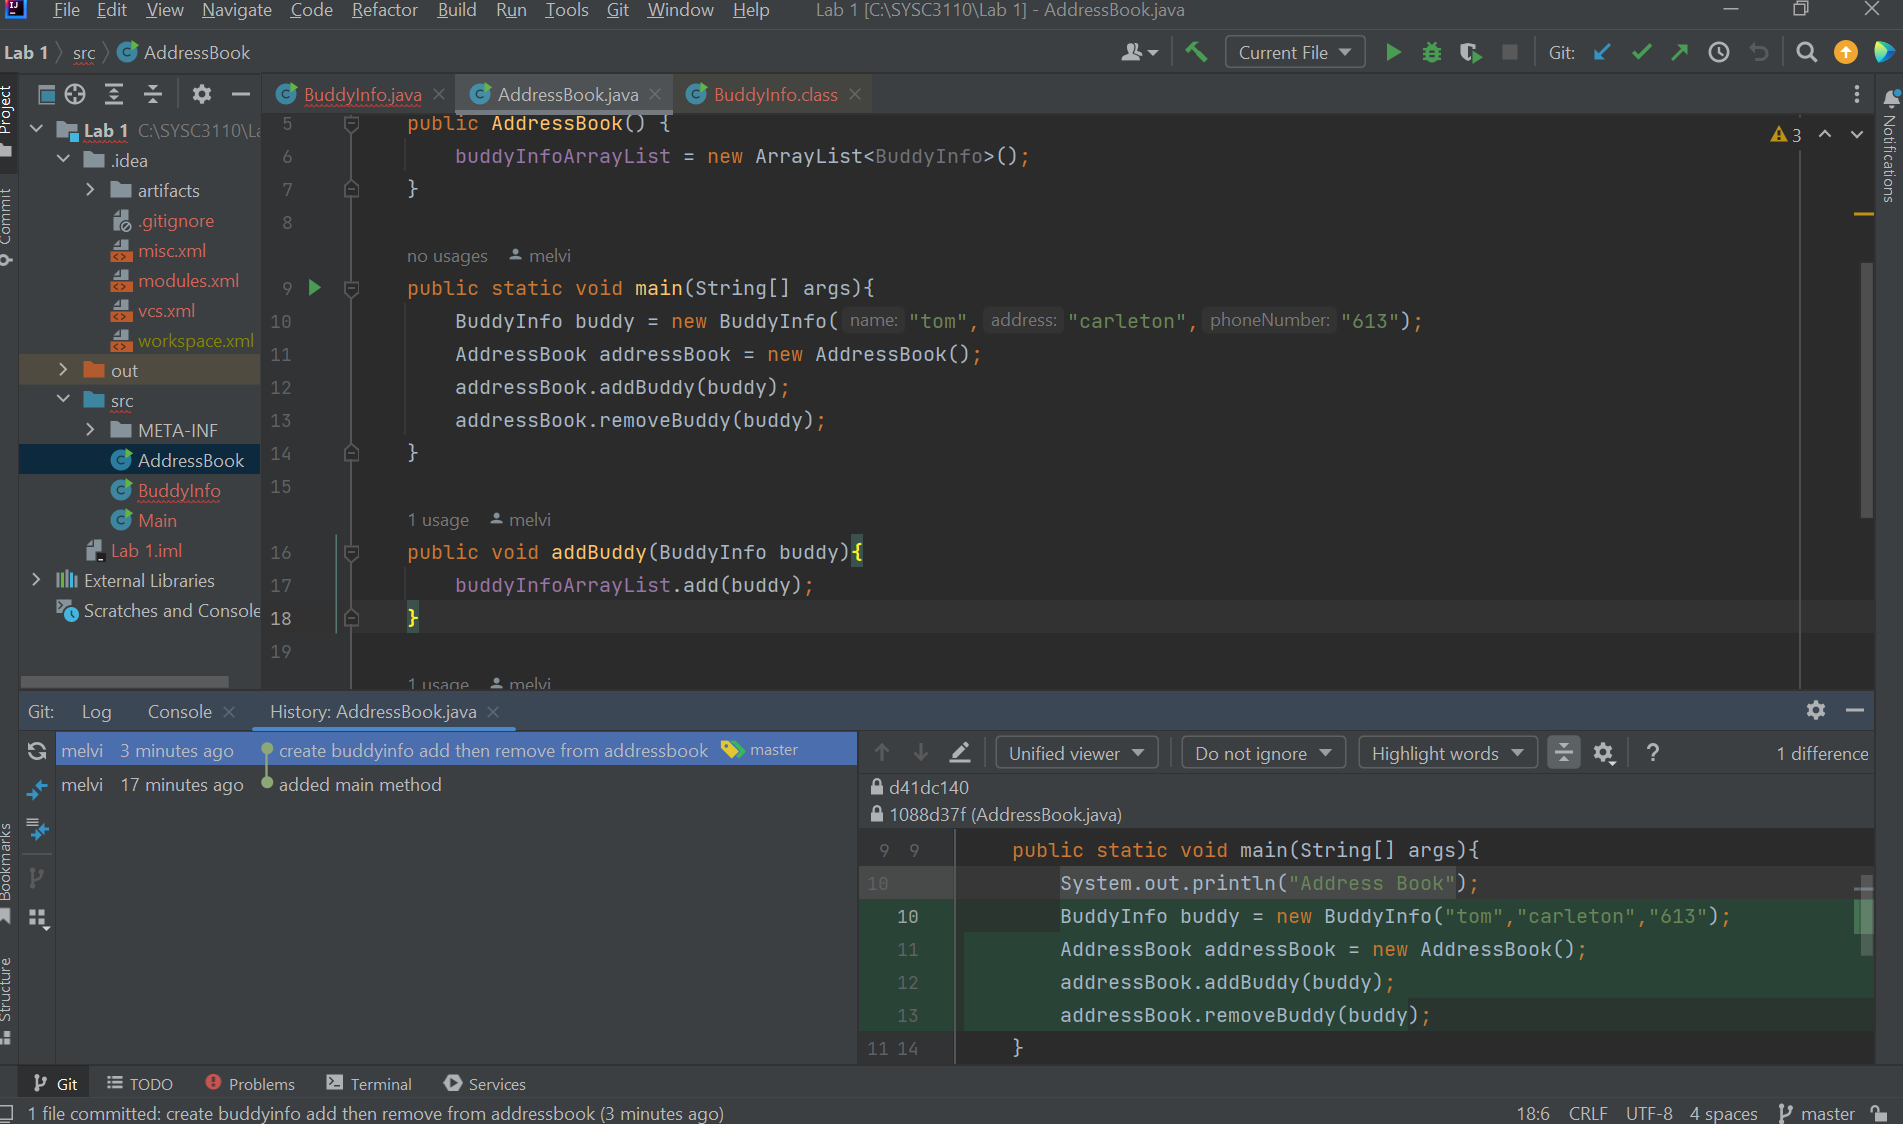 File Edit View Navigate Code Refactor Build Run Tools Git Window Help Lab 1 [C:\SYSC3110\Lab 1] - AddressBook.java
Lab 1 src AddressBook Current File Git:
Project
Commit
Bookmarks
Structure
Notifications
Lab 1 C:\SYSC3110\La
.idea
artifacts
.gitignore
misc.xml
modules.xml
vcs.xml
workspace.xml
out
src
META-INF
AddressBook
BuddyInfo
Main
Lab 1.iml
External Libraries
Scratches and Console
BuddyInfo.java AddressBook.java BuddyInfo.class
3
5 public AddressBook() {
6 buddyInfoArrayList = new ArrayList<BuddyInfo>();
7 }
8
no usages melvi
9 public static void main(String[] args){
10 BuddyInfo buddy = new BuddyInfo( name: "tom", address: "carleton", phoneNumber: "613");
11 AddressBook addressBook = new AddressBook();
12 addressBook.addBuddy(buddy);
13 addressBook.removeBuddy(buddy);
14 }
15
1 usage melvi
16 public void addBuddy(BuddyInfo buddy){
17 buddyInfoArrayList.add(buddy);
18 }
19
1 usage melvi
Git: Log Console History: AddressBook.java
melvi 3 minutes ago create buddyinfo add then remove from addressbook master
melvi 17 minutes ago added main method
Unified viewer Do not ignore Highlight words ? 1 difference
d41dc140
1088d37f (AddressBook.java)
9 9 public static void main(String[] args){
10 System.out.println("Address Book");
10 BuddyInfo buddy = new BuddyInfo("tom","carleton","613");
11 AddressBook addressBook = new AddressBook();
12 addressBook.addBuddy(buddy);
13 addressBook.removeBuddy(buddy);
11 14 }
Git TODO Problems Terminal Services
1 file committed: create buddyinfo add then remove from addressbook (3 minutes ago) 18:6 CRLF UTF-8 4 spaces master